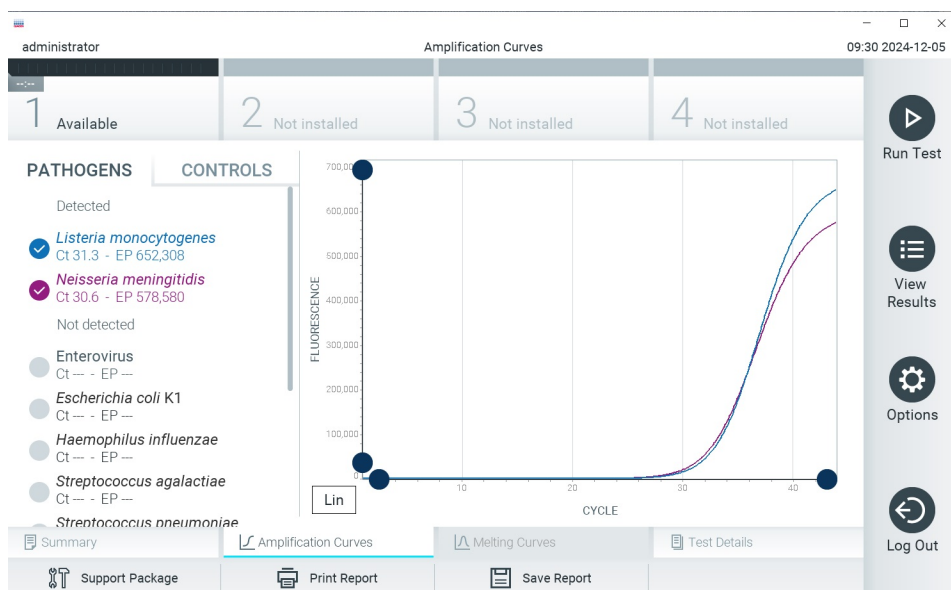 administrator
Amplification Curves
09:30 2024-12-05
--:--
1 Available
2 Not installed
3 Not installed
4 Not installed
Run Test
PATHOGENS
CONTROLS
Detected
Listeria monocytogenes
Ct 31.3 - EP 652,308
Neisseria meningitidis
Ct 30.6 - EP 578,580
Not detected
Enterovirus
Ct --- - EP ---
Escherichia coli K1
Ct --- - EP ---
Haemophilus influenzae
Ct --- - EP ---
Streptococcus agalactiae
Ct --- - EP ---
Streptococcus pneumoniae
700,00
600,000
500,000
400,000
300,000
200,000
100,000
0
FLUORESCENCE
10
20
30
40
CYCLE
Lin
View
Results
Options
Log Out
Summary
Amplification Curves
Melting Curves
Test Details
Support Package
Print Report
Save Report